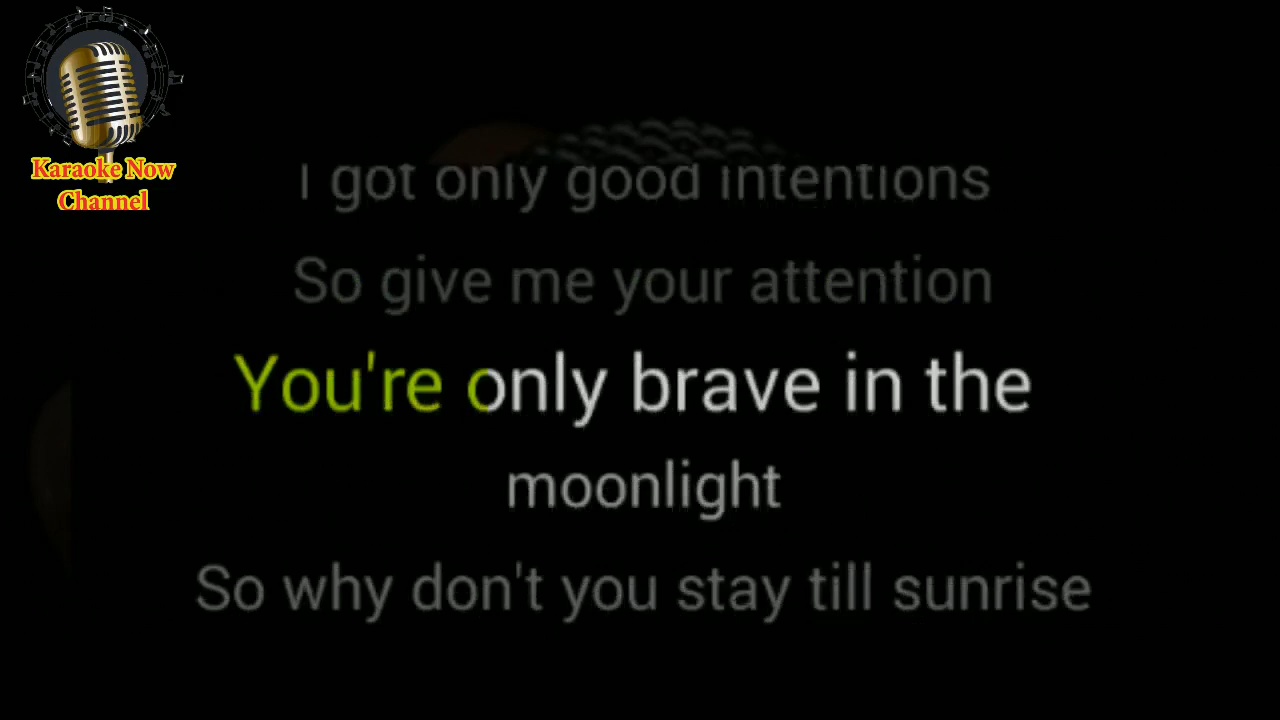 Karaoke Now
Channel
I got only good intentions
So give me your attention
You're only brave in the
moonlight
So why don't you stay till sunrise